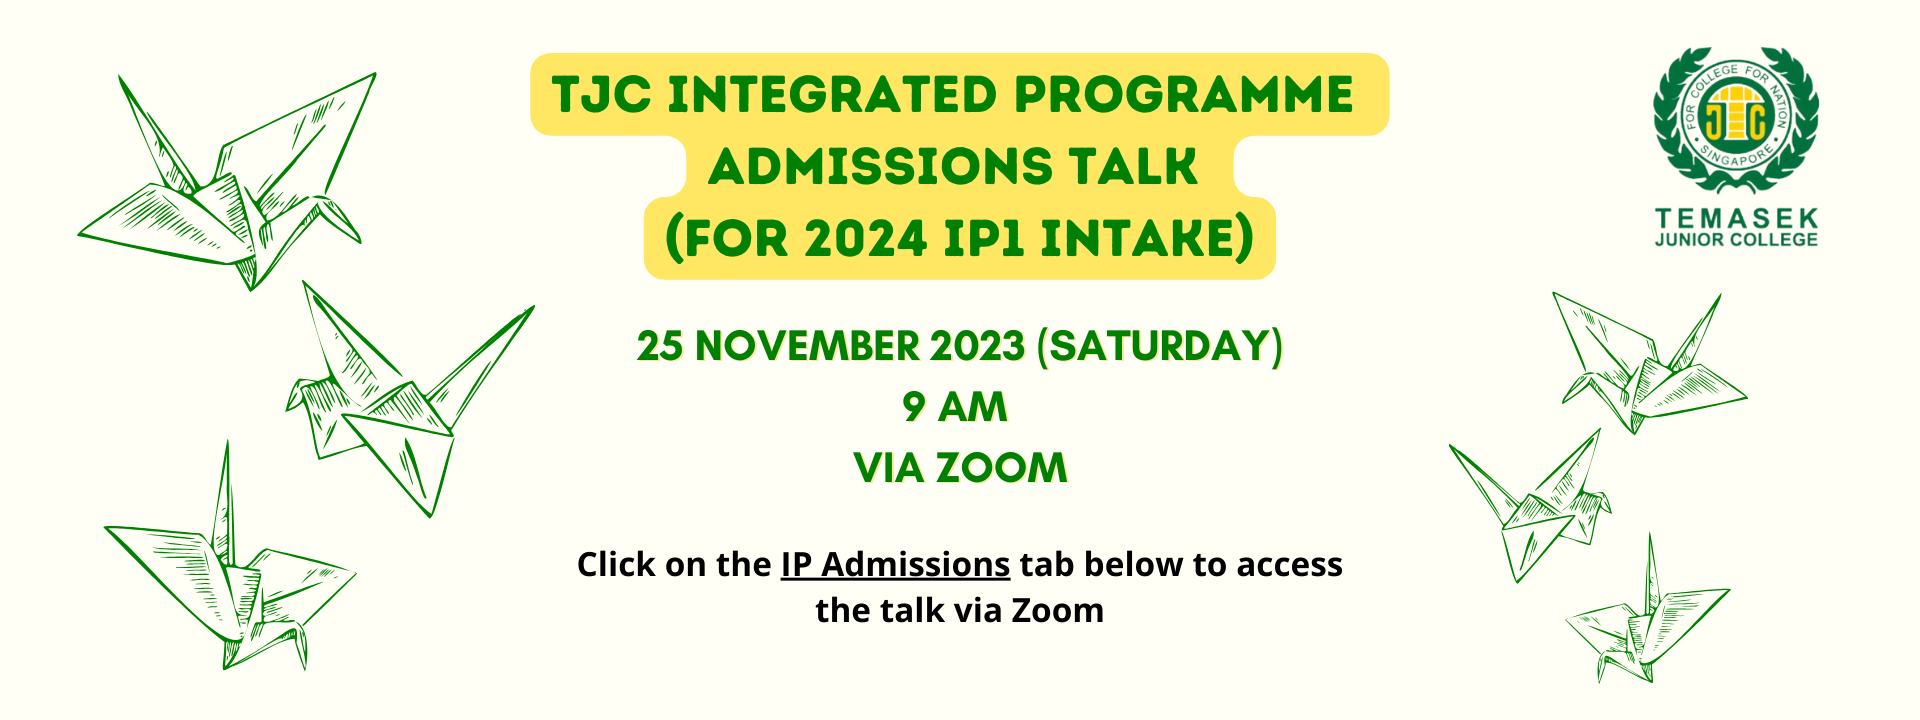 TJC INTEGRATED PROGRAMME
ADMISSIONS TALK
(FOR 2024 IP1 INTAKE)
25 NOVEMBER 2023 (SATURDAY)
9 AM
VIA ZOOM
Click on the IP Admissions tab below to access
the talk via Zoom
FOR COLLEGE FOR NATION
JTC
SINGAPORE
TEMASEK
JUNIOR COLLEGE